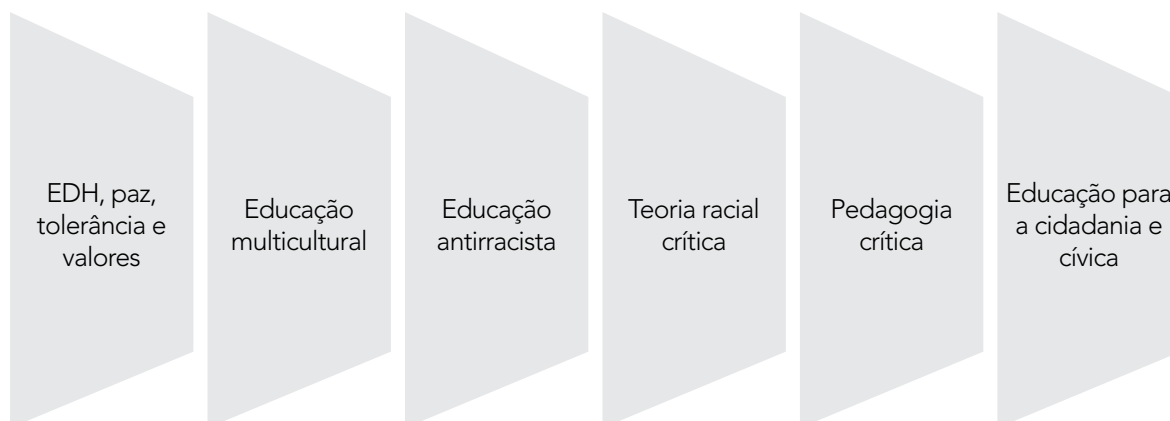 EDH, paz,
tolerância e
valores
Educação
multicultural
Educação
antirracista
Teoria racial
crítica
Pedagogia
crítica
Educação para
a cidadania e
cívica